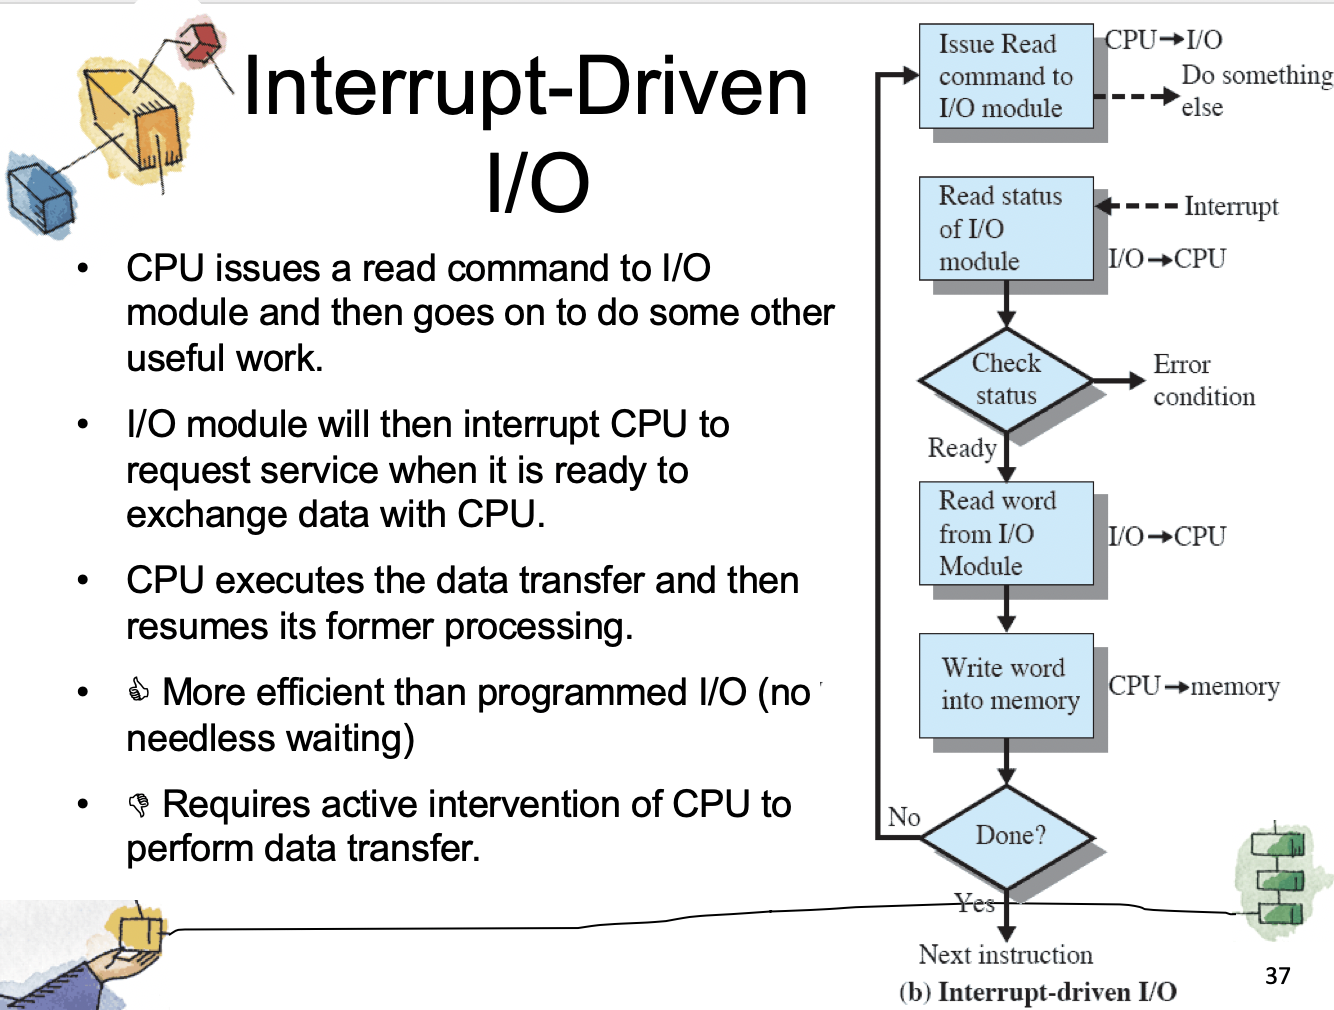 Interrupt-Driven
I/O
• CPU issues a read command to I/O
module and then goes on to do some other
useful work.
• I/O module will then interrupt CPU to
request service when it is ready to
exchange data with CPU.
• CPU executes the data transfer and then
resumes its former processing.
• 👍 More efficient than programmed I/O (no
needless waiting)
• 👎 Requires active intervention of CPU to
perform data transfer.
Issue Read
command to
I/O module
CPU→I/O
Do something
else
Read status
of I/O
module
Interrupt
I/O→CPU
Check
status
Error
condition
Ready
Read word
from I/O
Module
I/O→CPU
Write word
into memory
CPU→memory
No
Done?
Yes
Next instruction
(b) Interrupt-driven I/O
37